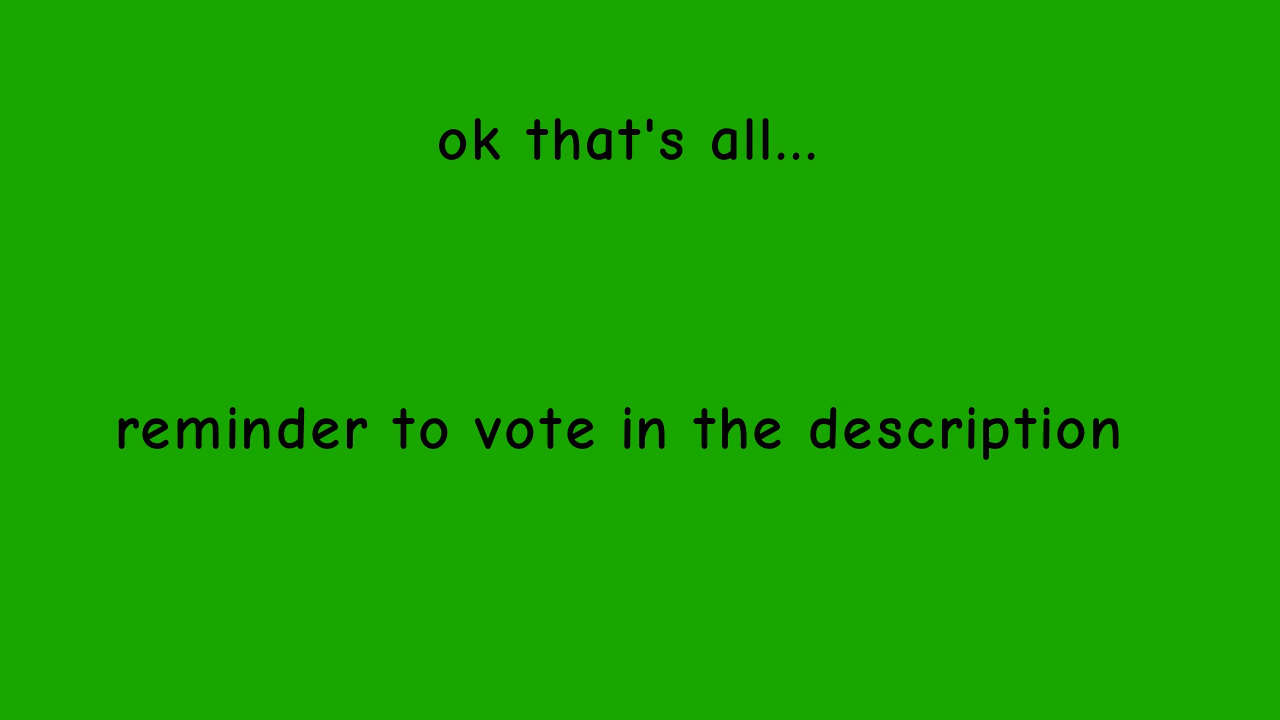 ok that's all...
reminder to vote in the description